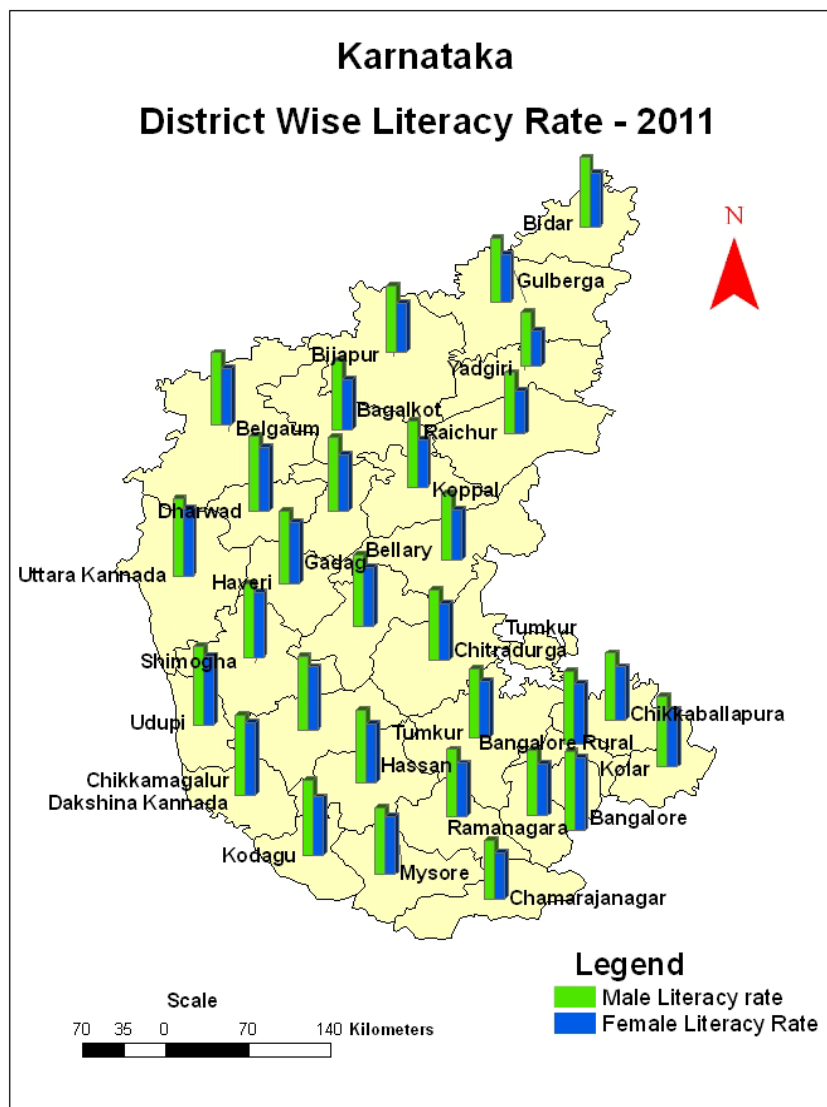 Karnataka
District Wise Literacy Rate - 2011
N
Bidar
Gulberga
Bijapur
Yadgiri
Bagalkot
Belgaum
Raichur
Koppal
Dharwad
Bellary
Gadag
Uttara Kannada
Haveri
Tumkur
Chitradurga
Shimogha
Udupi
Chikkaballapura
Tumkur
Bangalore Rural
Hassan
Kolar
Chikkamagalur
Dakshina Kannada
Bangalore
Ramanagara
Kodagu
Mysore
Chamarajanagar
Legend
Male Literacy rate
Female Literacy Rate
Scale
70 35 0 70 140 Kilometers